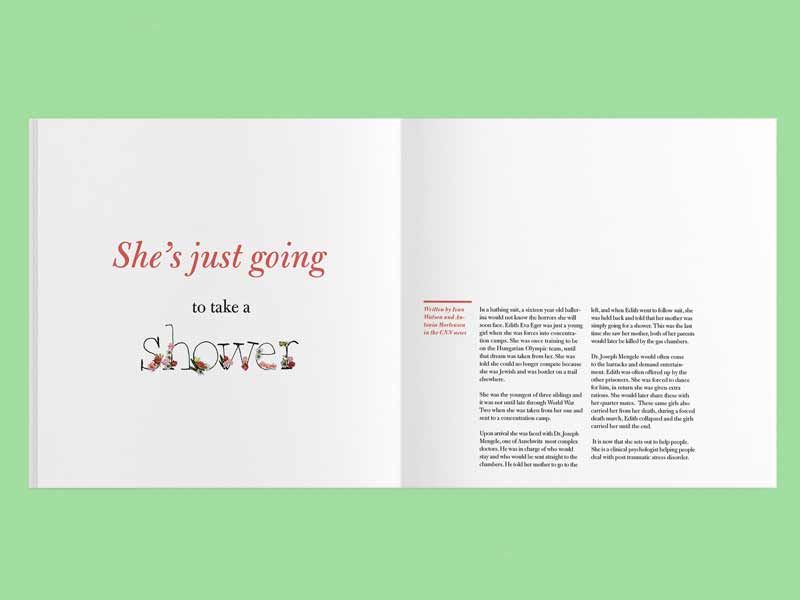 She's just going
to take a
shower
Written by Ivan
Watson and An-
tonia Mortensen
in the CNN news
In a bathing suit, a sixteen year old baller-
ina would not know the horrors she will
soon face. Edith Eva Eger was just a young
girl when she was forces into concentra-
tion camps. She was once training to be
on the Hungarian Olympic team, until
that dream was taken from her. She was
told she could no longer compete because
she was Jewish and was border on a trail
elsewhere.
She was the youngest of three siblings and
it was not until late through World War
Two when she was taken from her one and
sent to a concentration camp.
Upon arrival she was faced with Dr. Joseph
Mengele, one of Auschwitz most complex
doctors. He was in charge of who would
stay and who would be sent straight to the
chambers. He told her mother to go to the
left, and when Edith went to follow suit, she
was held back and told that her mother was
simply going for a shower. This was the last
time she saw her mother, both of her parents
would later be killed by the gas chambers.
Dr. Joseph Mengele would often come
to the barracks and demand entertain-
ment. Edith was often offered up by the
other prisoners. She was forced to dance
for him, in return she was given extra
rations. She would later share these with
her quarter mates. These same girls also
carried her from her death, during a forced
death march, Edith collapsed and the girls
carried her until the end.
It is now that she sets out to help people.
She is a clinical psychologist helping people
deal with post traumatic stress disorder.